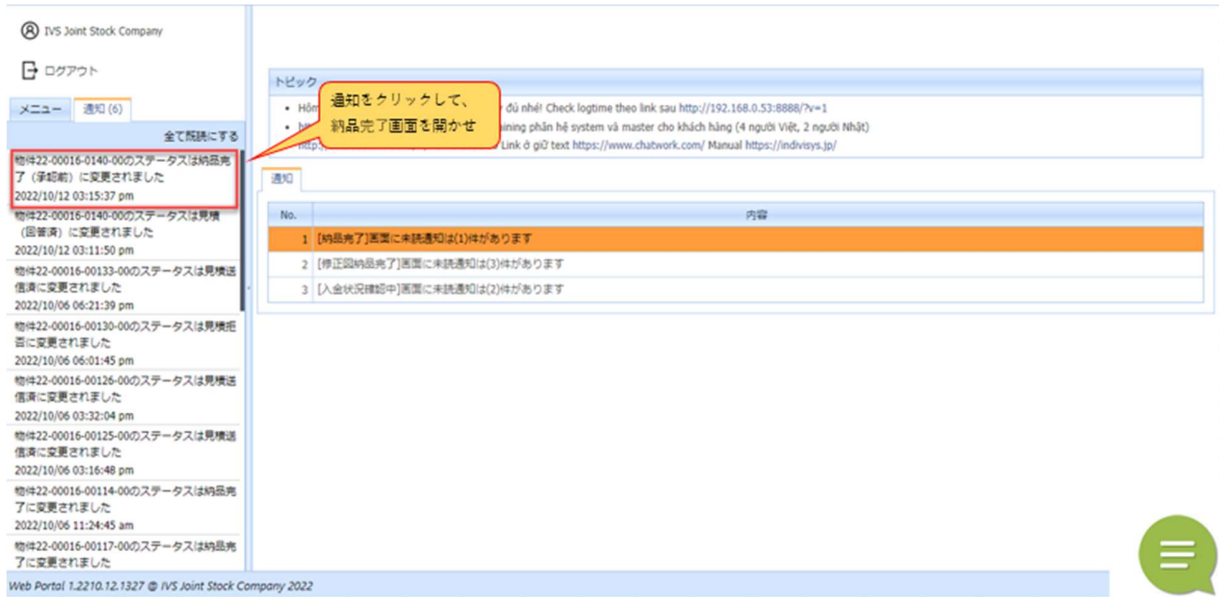 IVS Joint Stock Company
ログアウト
メニュー
通知 (6)
全て既読にする
物件22-00016-0140-00のステータスは納品完
了（承認前）に変更されました
2022/10/12 03:15:37 pm
物件22-00016-0140-00のステータスは見積
（回答済）に変更されました
2022/10/12 03:11:50 pm
物件22-00016-00133-00のステータスは見積送
信済に変更されました
2022/10/06 06:21:39 pm
物件22-00016-00130-00のステータスは見積拒
否に変更されました
2022/10/06 06:01:45 pm
物件22-00016-00126-00のステータスは見積送
信済に変更されました
2022/10/06 03:32:04 pm
物件22-00016-00125-00のステータスは見積送
信済に変更されました
2022/10/06 03:16:48 pm
物件22-00016-00114-00のステータスは納品完
了に変更されました
2022/10/06 11:24:45 am
物件22-00016-00117-00のステータスは納品完
了に変更されました
通知をクリックして、
納品完了画面を開かせ
トピック
đủ nhé! Check logtime theo link sau http://192.168.0.53:8888/?v=1
phân hệ system và master cho khách hàng (4 người Việt, 2 người Nhật)
Link ở giữ text https://www.chatwork.com/ Manual https://indivisys.jp/
通知
No.
内容
1 [納品完了]画面に未読通知は(1)件があります
2 [修正図納品完了]画面に未読通知は(3)件があります
3 [入金状況確認中]画面に未読通知は(2)件があります
Web Portal 1.2210.12.1327 @ IVS Joint Stock Company 2022